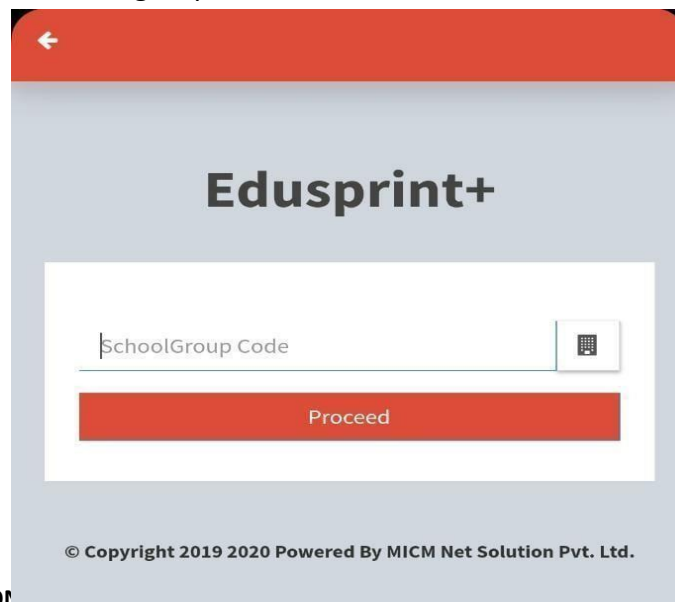 Edusprint+
SchoolGroup Code
Proceed
© Copyright 2019 2020 Powered By MICM Net Solution Pvt. Ltd.